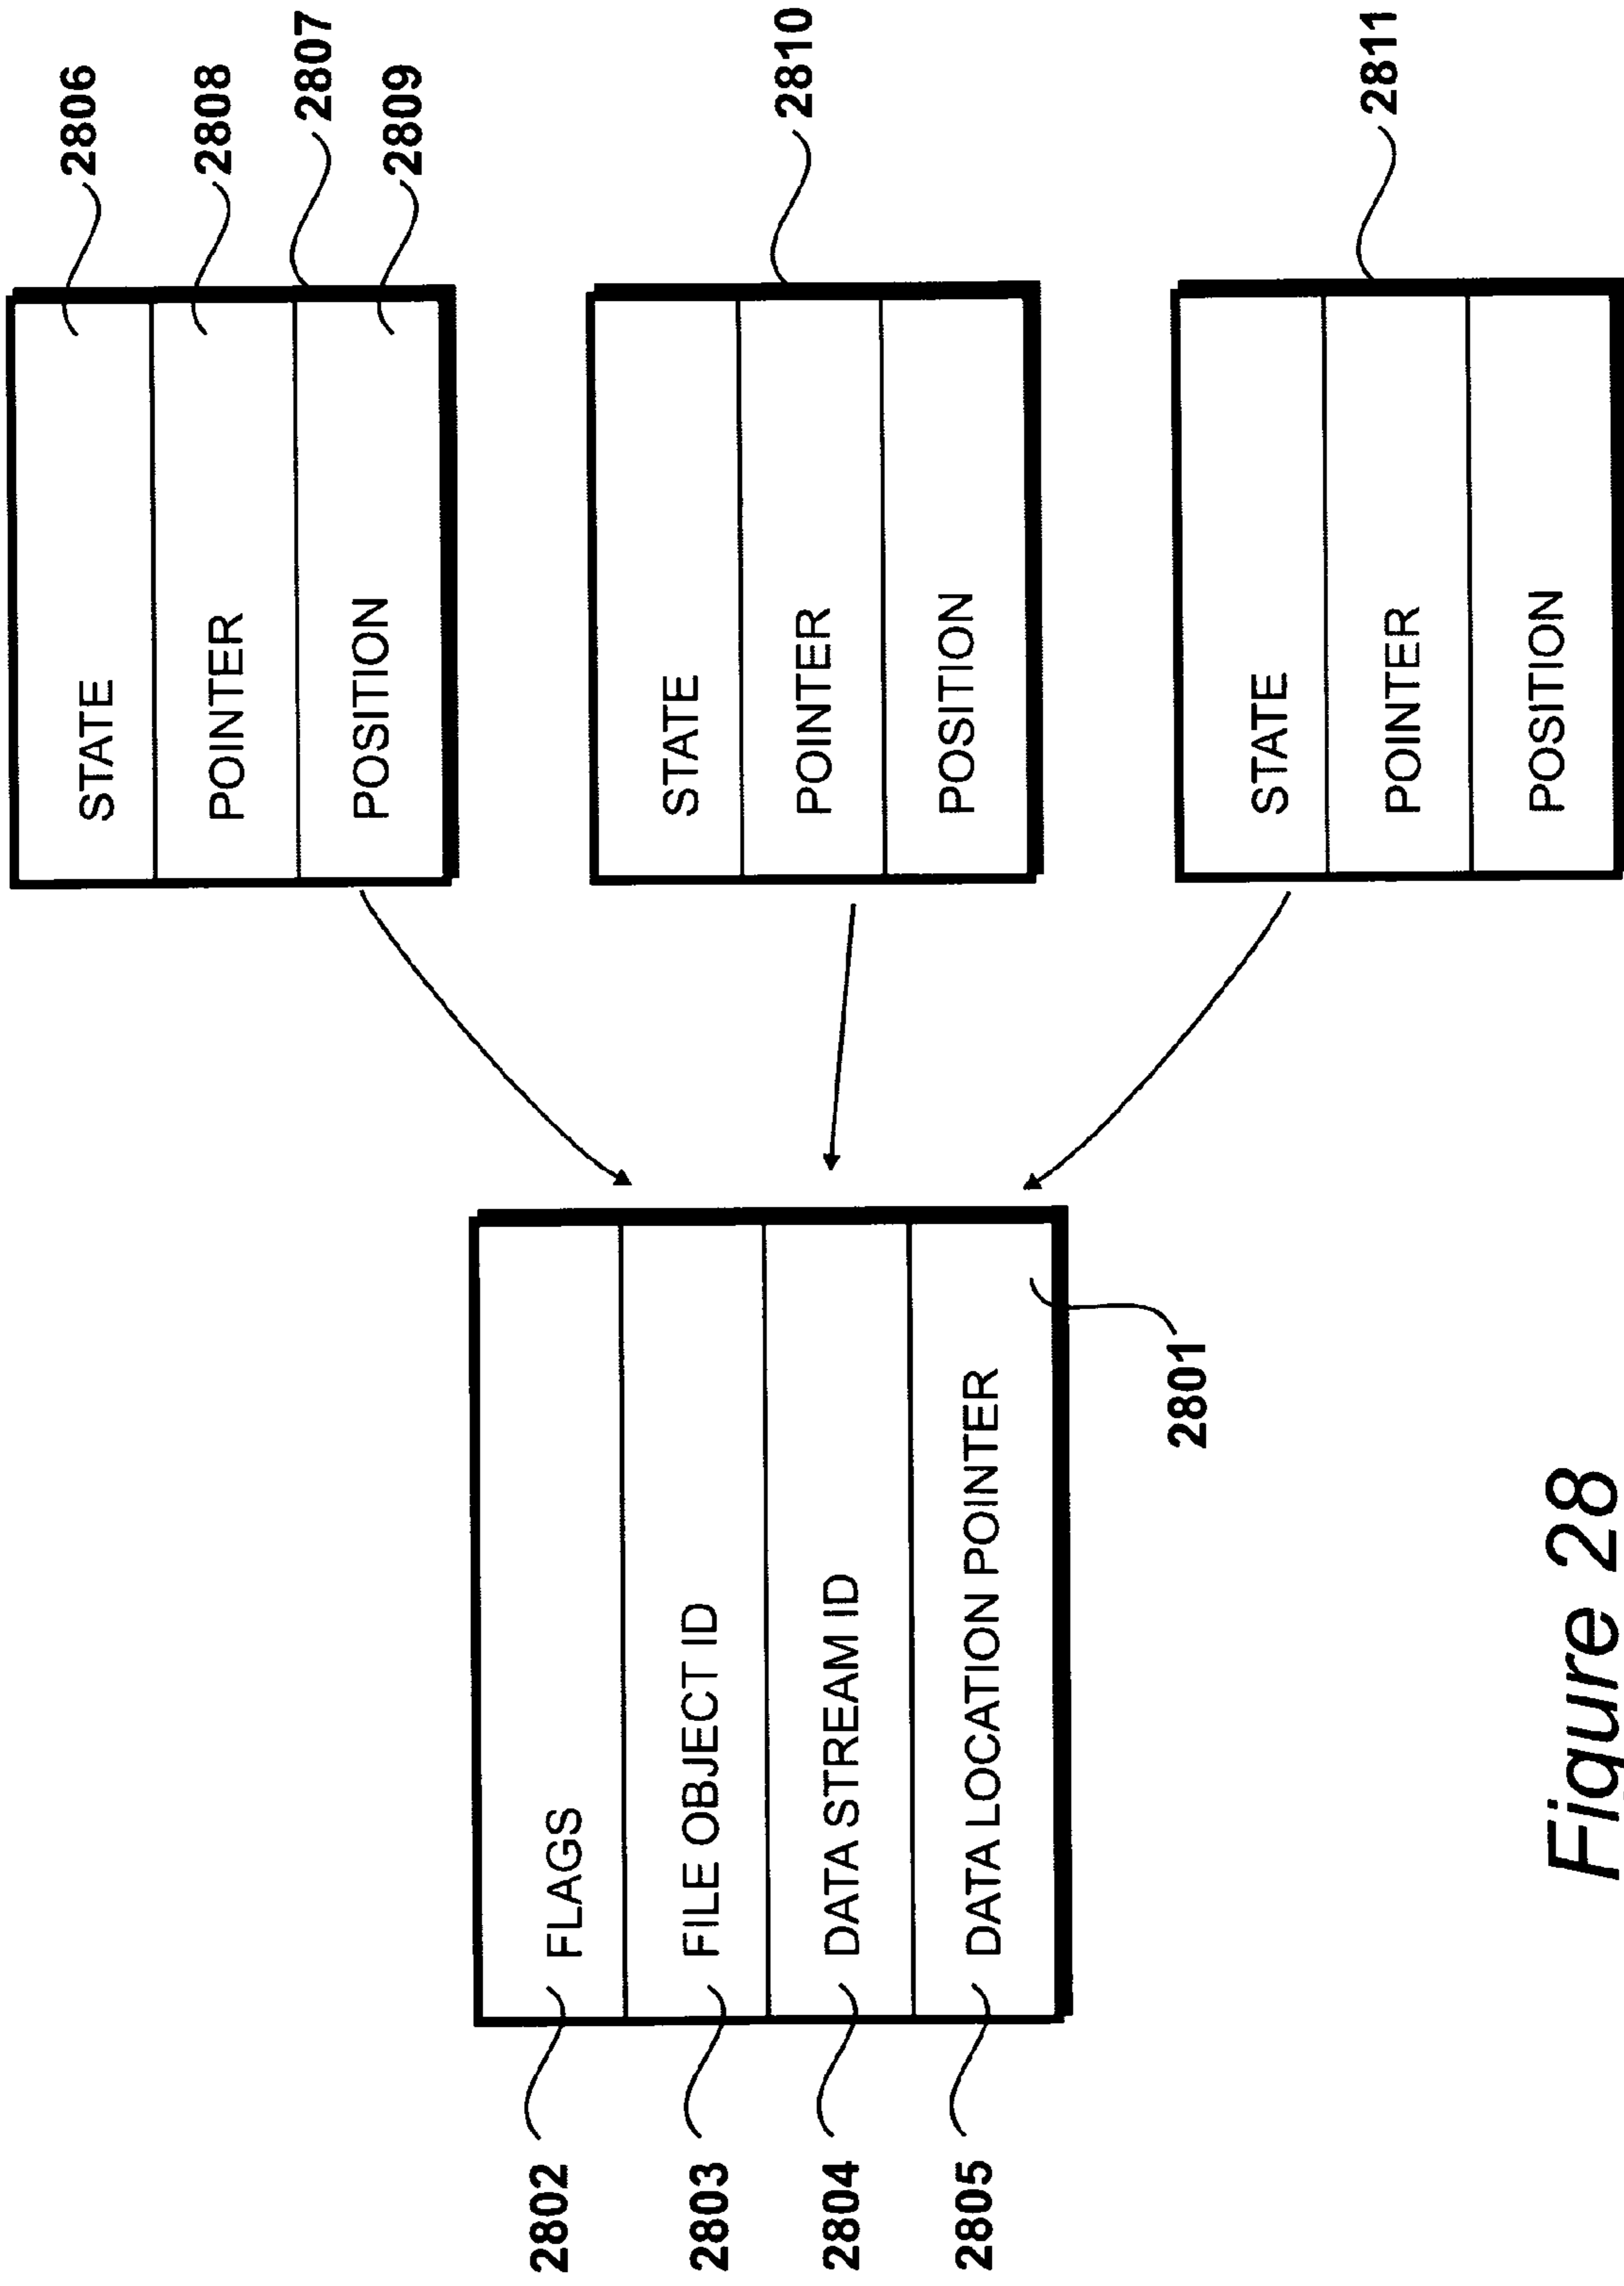 2806
2808
2807
2809
STATE
POINTER
POSITION
2810
STATE
POINTER
POSITION
2811
STATE
POINTER
POSITION
2802
FLAGS
2803
FILE OBJECT ID
2804
DATA STREAM ID
2805
DATA LOCATION POINTER
2801
Figure 28